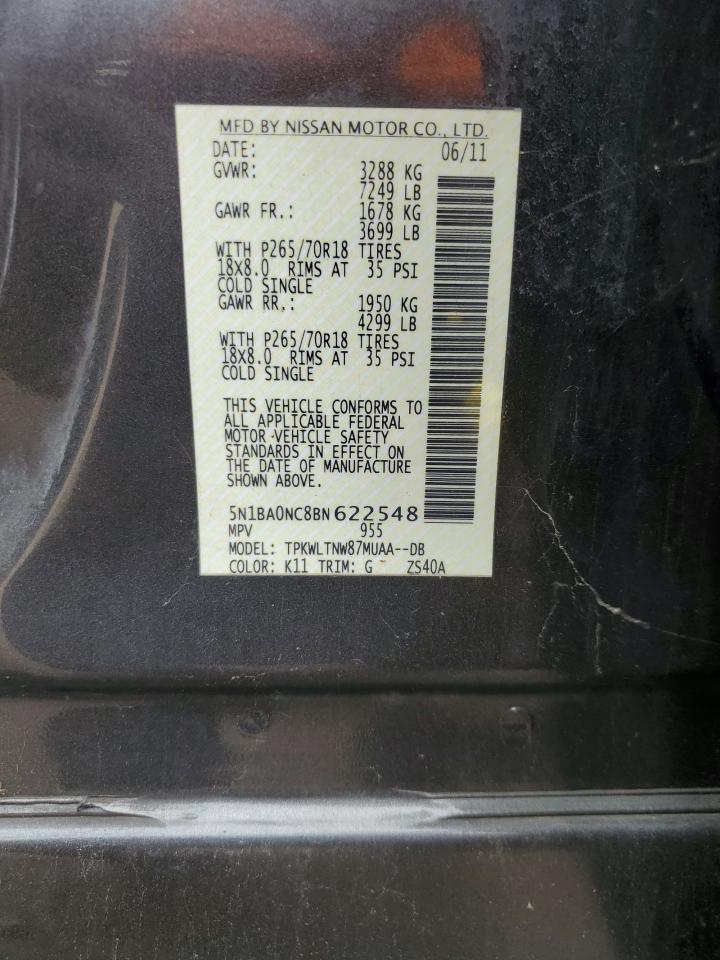 MFD BY NISSAN MOTOR CO., LTD.
DATE: 06/11
GVWR: 3288 KG
7249 LB
GAWR FR.: 1678 KG
3699 LB
WITH P265/70R18 TIRES
18X8.0 RIMS AT 35 PSI
COLD SINGLE
GAWR RR.: 1950 KG
4299 LB
WITH P265/70R18 TIRES
18X8.0 RIMS AT 35 PSI
COLD SINGLE
THIS VEHICLE CONFORMS TO
ALL APPLICABLE FEDERAL
MOTOR VEHICLE SAFETY
STANDARDS IN EFFECT ON
THE DATE OF MANUFACTURE
SHOWN ABOVE.
5N1BA0NC8BN622548
MPV 955
MODEL: TPKWLTNW87MUAA--DB
COLOR: K11 TRIM: G ZS40A